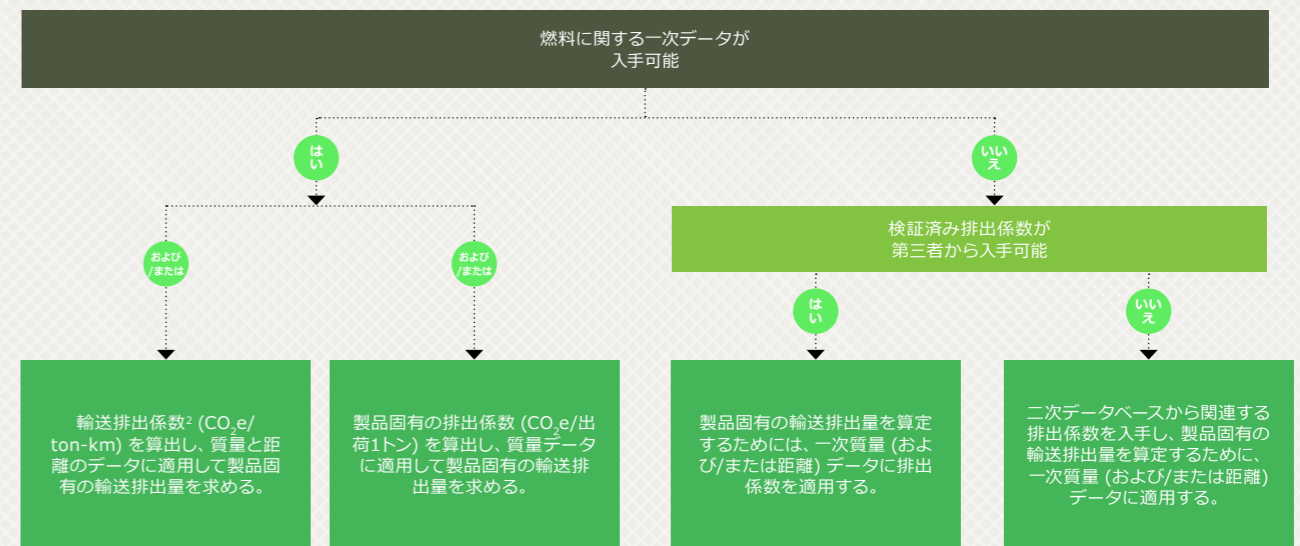 燃料に関する一次データが
入手可能
は
い
いい
え
検証済み排出係数が
第三者から入手可能
および
/または
および
/または
は
い
いい
え
輸送排出係数² (CO₂e/
ton-km) を算出し、質量と距
離のデータに適用して製品固
有の輸送排出量を求める。
製品固有の排出係数 (CO₂e/出
荷1トン) を算出し、質量データ
に適用して製品固有の輸送排
出量を求める。
製品固有の輸送排出量を算定
するためには、一次質量 (およ
び/または距離) データに排出
係数を適用する。
二次データベースから関連する
排出係数を入手し、製品固有の
輸送排出量を算定するために、
一次質量 (および/または距離)
データに適用する。